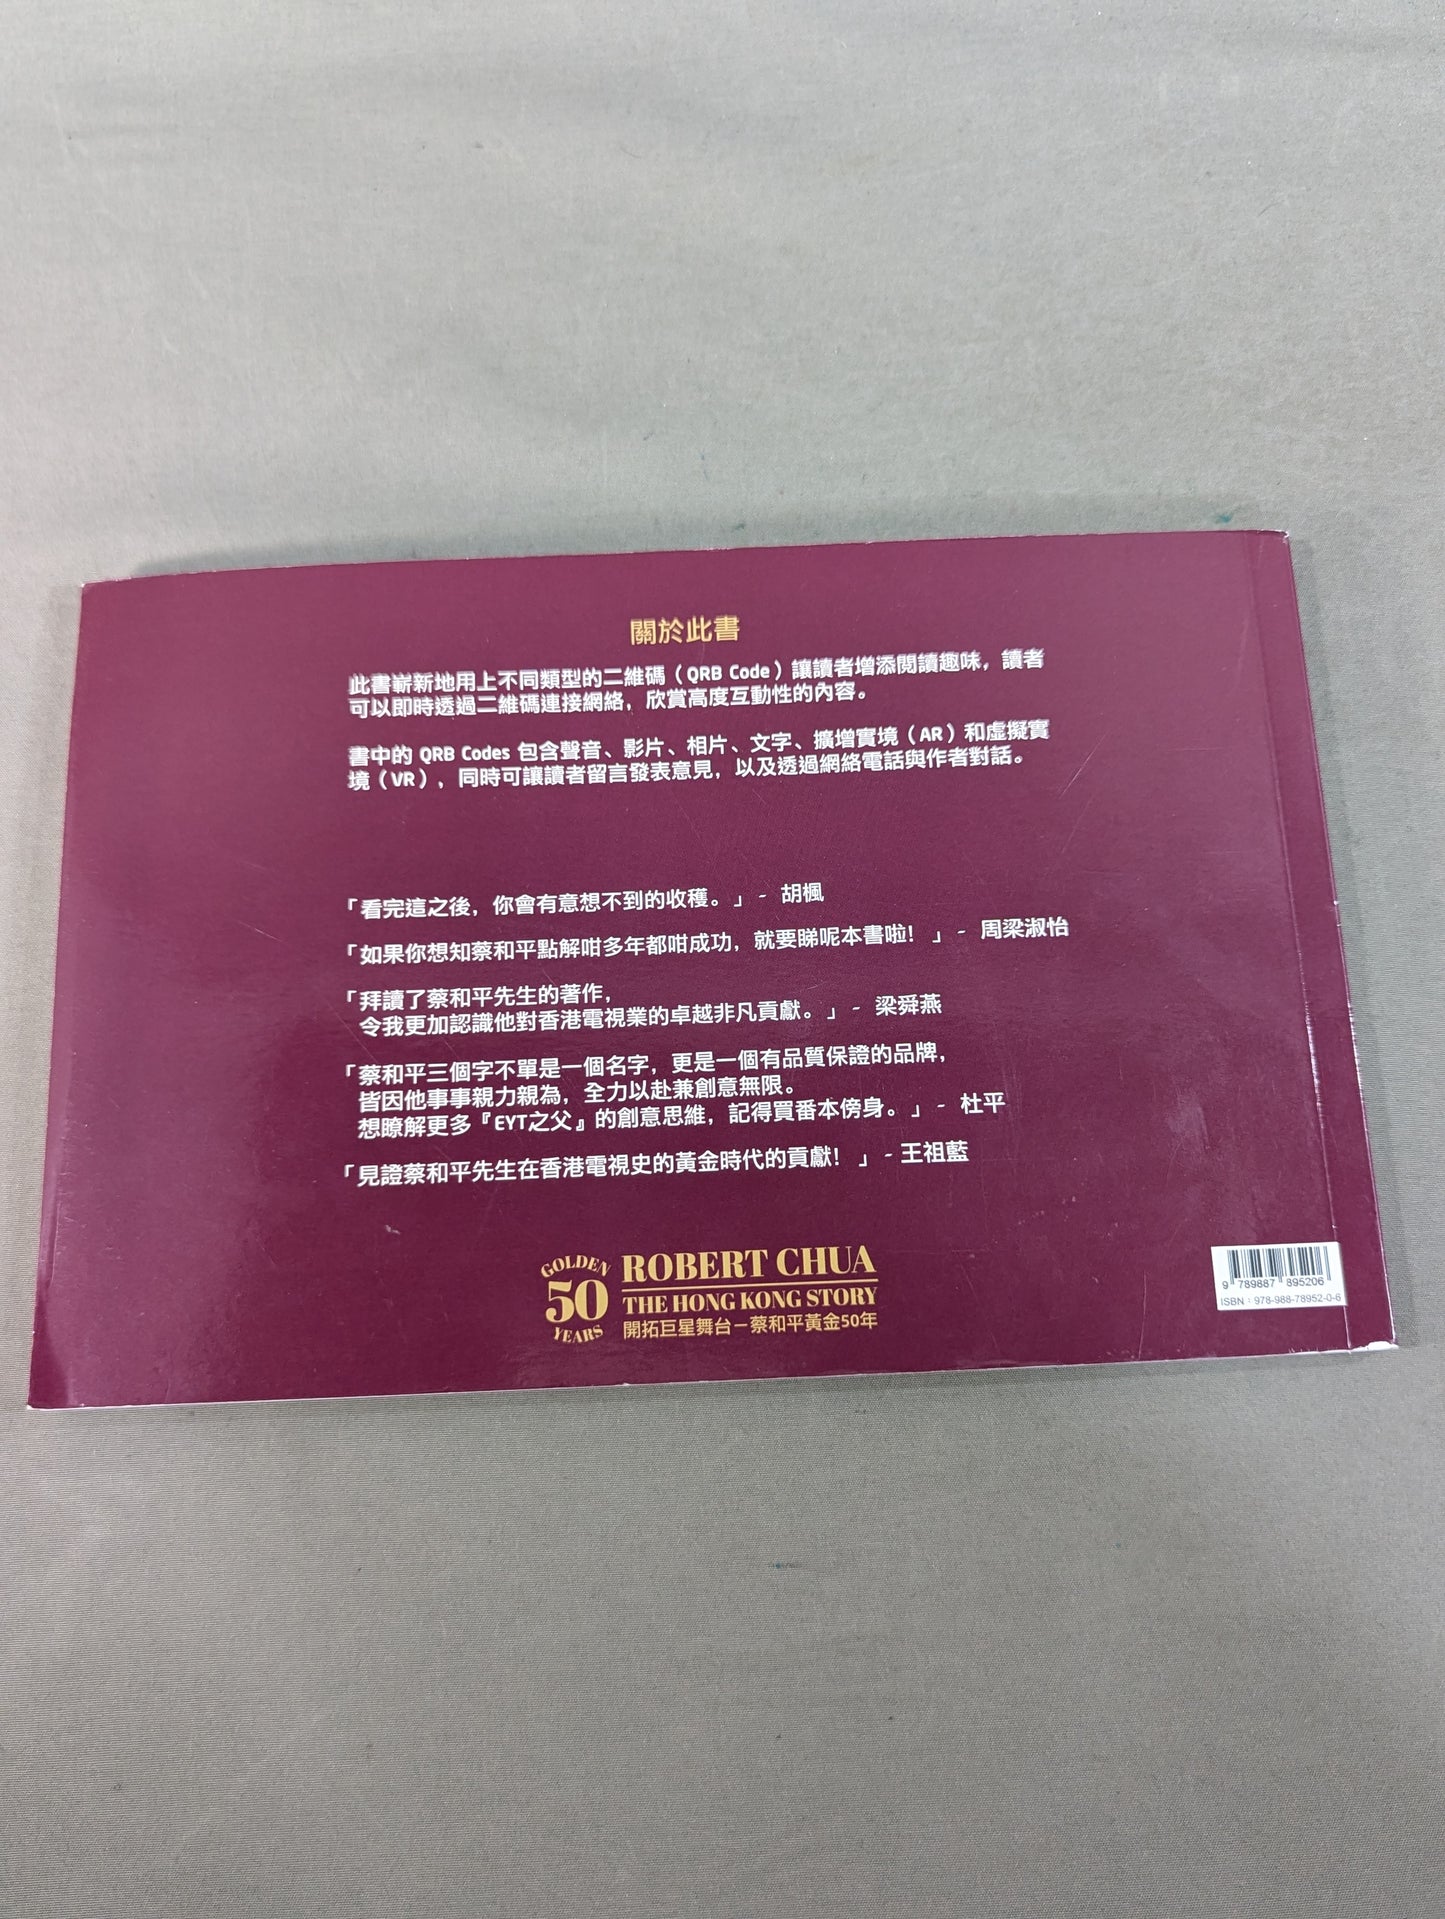 關於此書
此書嶄新地用上不同類型的二維碼（QRB Code）讓讀者增添閱讀趣味，讀者
可以即時透過二維碼連接網絡，欣賞高度互動性的內容。
書中的 QRB Codes 包含聲音、影片、相片、文字、擴增實境（AR）和虛擬實
境（VR），同時可讓讀者留言發表意見，以及透過網絡電話與作者對話。
「看完這之後，你會有意想不到的收穫。」- 胡楓
「如果你想知蔡和平點解咁多年都咁成功，就要睇呢本書啦！」- 周梁淑怡
「拜讀了蔡和平先生的著作，
令我更加認識他對香港電視業的卓越非凡貢獻。」- 梁舜燕
「蔡和平三個字不單是一個名字，更是一個有品質保證的品牌，
皆因他事事親力親為，全力以赴兼創意無限。
想瞭解更多『EYT之父』的創意思維，記得買番本傍身。」- 杜平
「見證蔡和平先生在香港電視史的黃金時代的貢獻！」- 王祖藍
GOLDEN
50
YEARS
ROBERT CHUA
THE HONG KONG STORY
開拓巨星舞台－蔡和平黃金50年
9 789887 895206
ISBN：978-988-78952-0-6